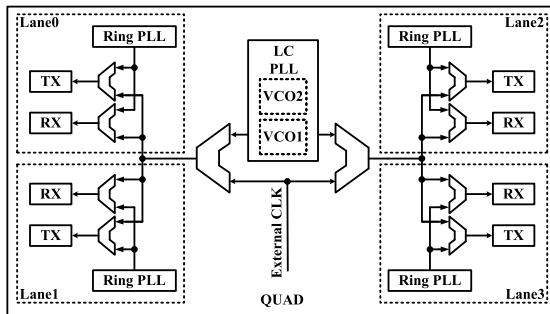 Lane0
Ring PLL
TX
RX
RX
TX
Ring PLL
Lane1
LC
PLL
VCO2
VCO1
External CLK
QUAD
Lane2
Ring PLL
TX
RX
RX
TX
Ring PLL
Lane3